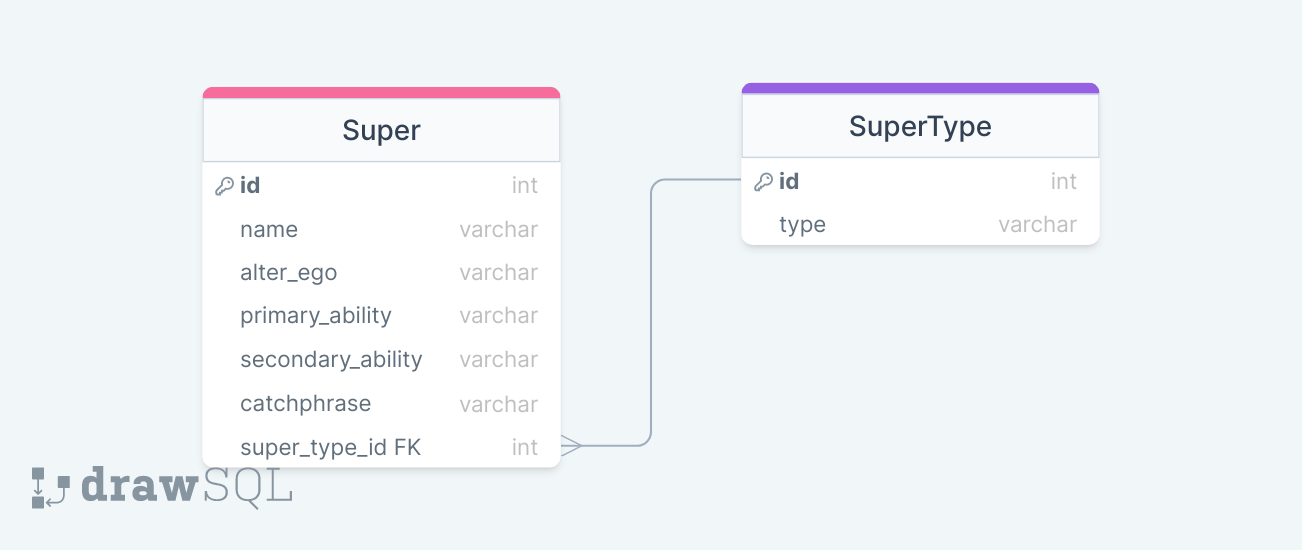 Super
id int
name varchar
alter_ego varchar
primary_ability varchar
secondary_ability varchar
catchphrase varchar
super_type_id FK int
SuperType
id int
type varchar
drawSQL